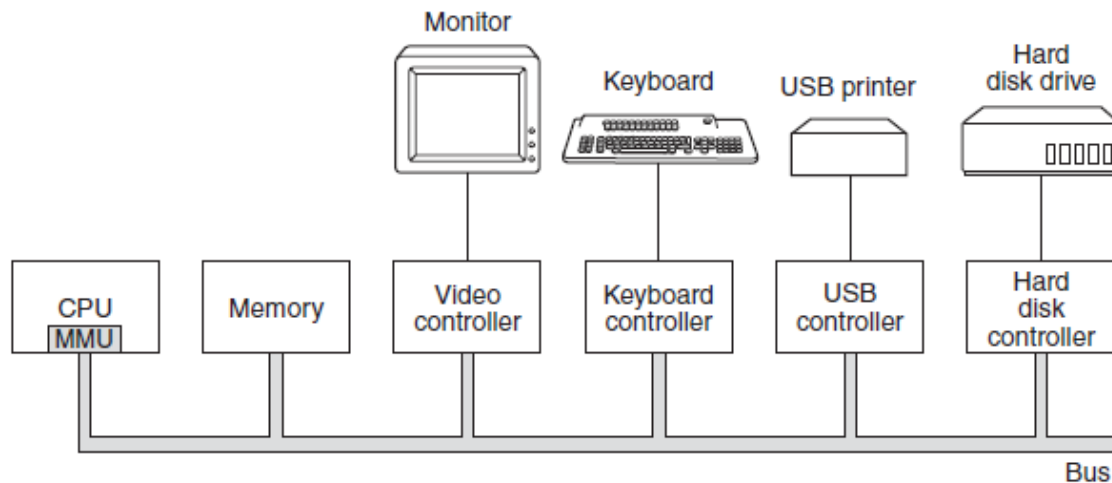 Monitor
Keyboard
USB printer
Hard
disk drive
CPU
MMU
Memory
Video
controller
Keyboard
controller
USB
controller
Hard
disk
controller
Bus